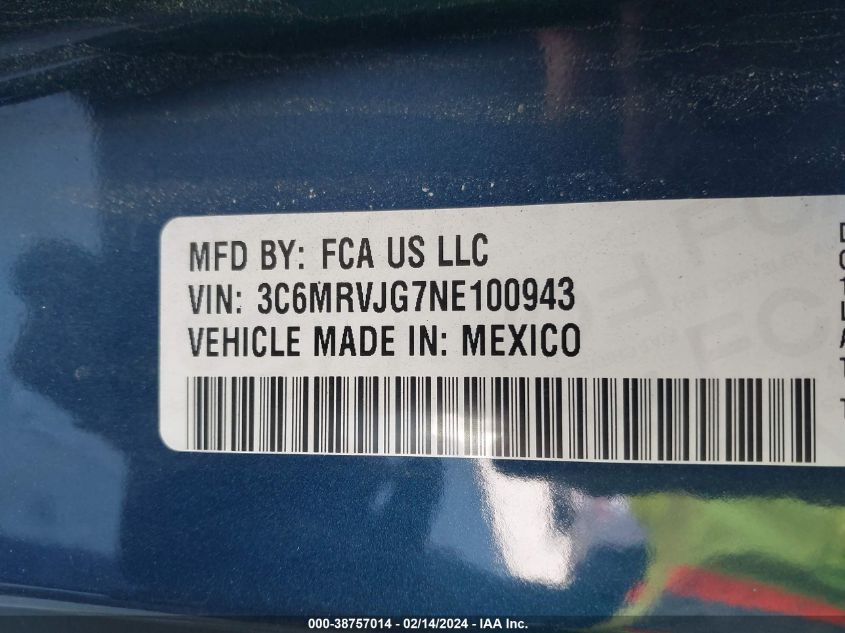 MFD BY: FCA US LLC
VIN: 3C6MRVJG7NE100943
VEHICLE MADE IN: MEXICO
000-38757014 - 02/14/2024 - IAA Inc.